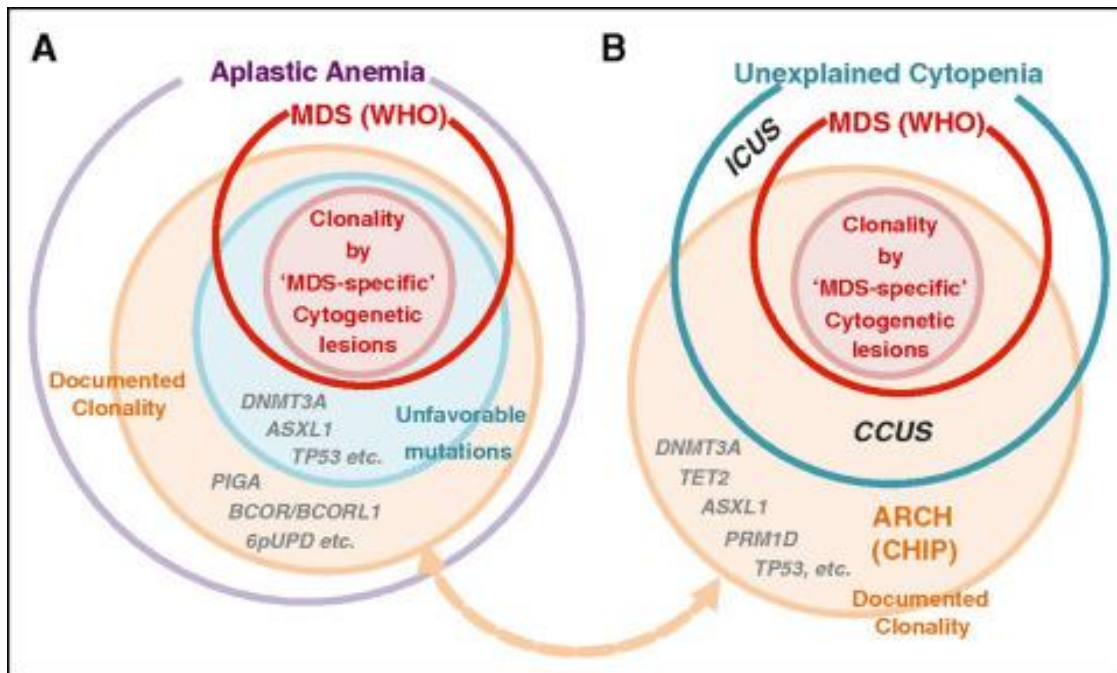 A
Aplastic Anemia
MDS (WHO)
Clonality
by
‘MDS-specific’
Cytogenetic
lesions
Documented
Clonality
DNMT3A
ASXL1
TP53 etc.
Unfavorable
mutations
PIGA
BCOR/BCORL1
6pUPD etc.
B
Unexplained Cytopenia
ICUS
MDS (WHO)
Clonality
by
‘MDS-specific’
Cytogenetic
lesions
CCUS
DNMT3A
TET2
ASXL1
PRM1D
TP53, etc.
ARCH
(CHIP)
Documented
Clonality